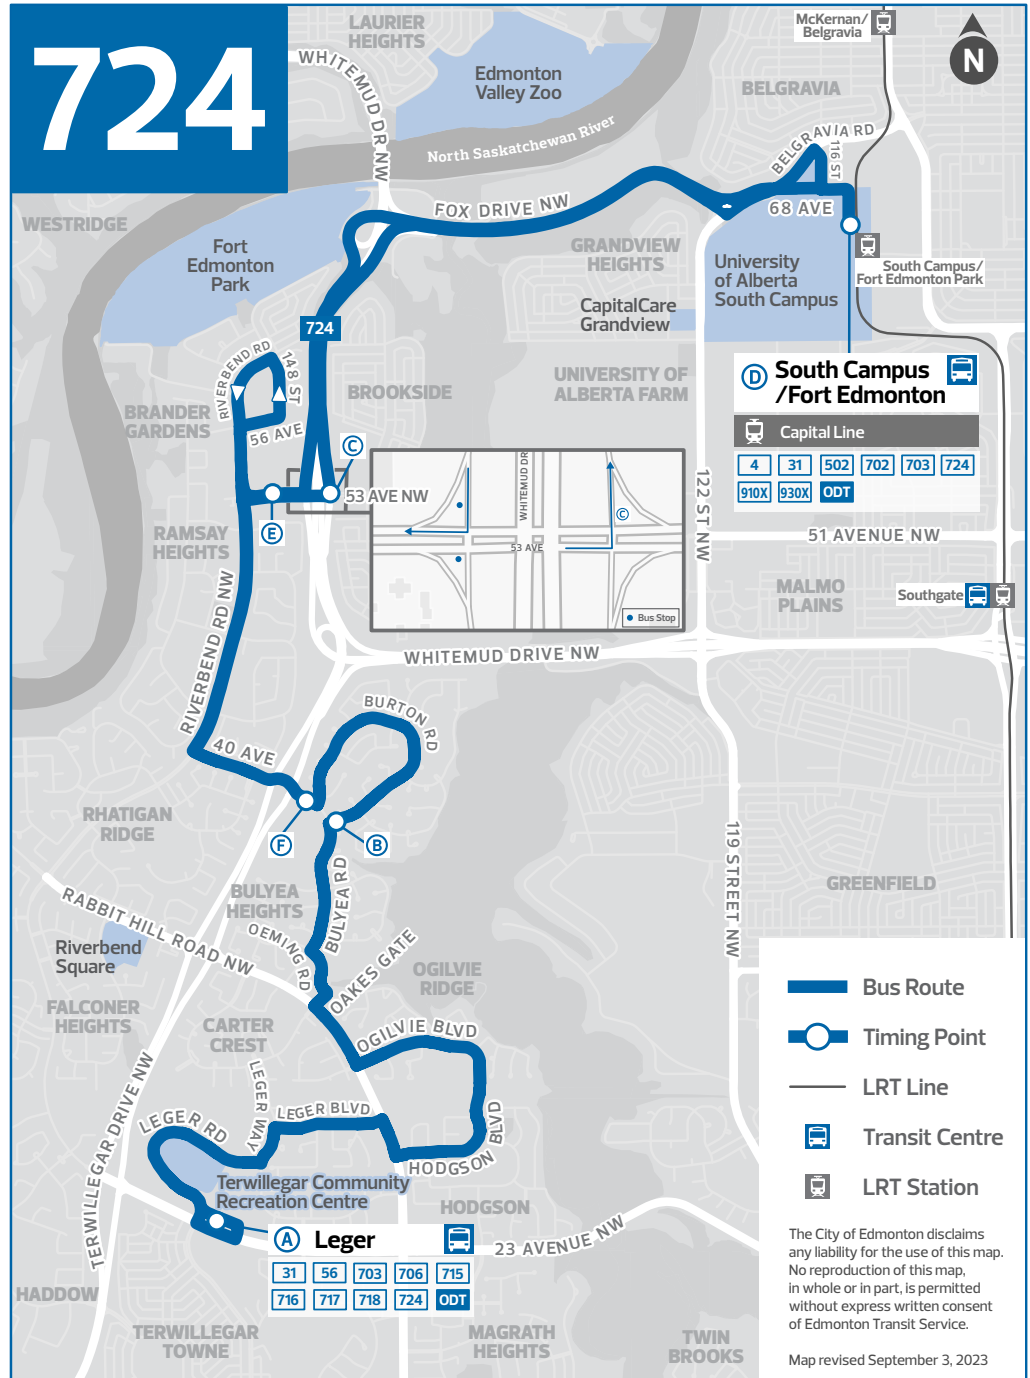 724
LAURIER
HEIGHTS
WHITEMUD DR NW
Edmonton
Valley Zoo
McKernan/
Belgravia
N
BELGRAVIA
North Saskatchewan River
BELGRAVIA RD
116 ST
WESTRIDGE
FOX DRIVE NW
68 AVE
Fort
Edmonton
Park
GRANDVIEW
HEIGHTS
University
of Alberta
South Campus
South Campus/
Fort Edmonton Park
CapitalCare
Grandview
724
RIVERBEND RD
148 ST
BROOKSIDE
UNIVERSITY OF
ALBERTA FARM
D South Campus
/Fort Edmonton
Capital Line
4 31 502 702 703 724
910X 930X ODT
BRANDER
GARDENS
56 AVE
C
53 AVE NW
E
WHITEMUD DR
C
53 AVE
Bus Stop
122 ST NW
51 AVENUE NW
RAMSAY
HEIGHTS
MALMO
PLAINS
Southgate
RIVERBEND RD NW
WHITEMUD DRIVE NW
BURTON RD
40 AVE
RHATIGAN
RIDGE
F
B
119 STREET NW
GREENFIELD
BULYEA
HEIGHTS
BULYEA RD
RABBIT HILL ROAD NW
OEMING RD
OAKES GATE
Riverbend
Square
OGILVIE
RIDGE
FALCONER
HEIGHTS
CARTER
CREST
OGILVIE BLVD
LEGER WAY
LEGER BLVD
LEGER RD
HODGSON BLVD
TERWILLEGAR DRIVE NW
Terwillegar Community
Recreation Centre
HODGSON
A Leger
31 56 703 706 715
716 717 718 724 ODT
23 AVENUE NW
HADDOW
TERWILLEGAR
TOWNE
MAGRATH
HEIGHTS
TWIN
BROOKS
Bus Route
Timing Point
LRT Line
Transit Centre
LRT Station
The City of Edmonton disclaims
any liability for the use of this map.
No reproduction of this map,
in whole or in part, is permitted
without express written consent
of Edmonton Transit Service.
Map revised September 3, 2023